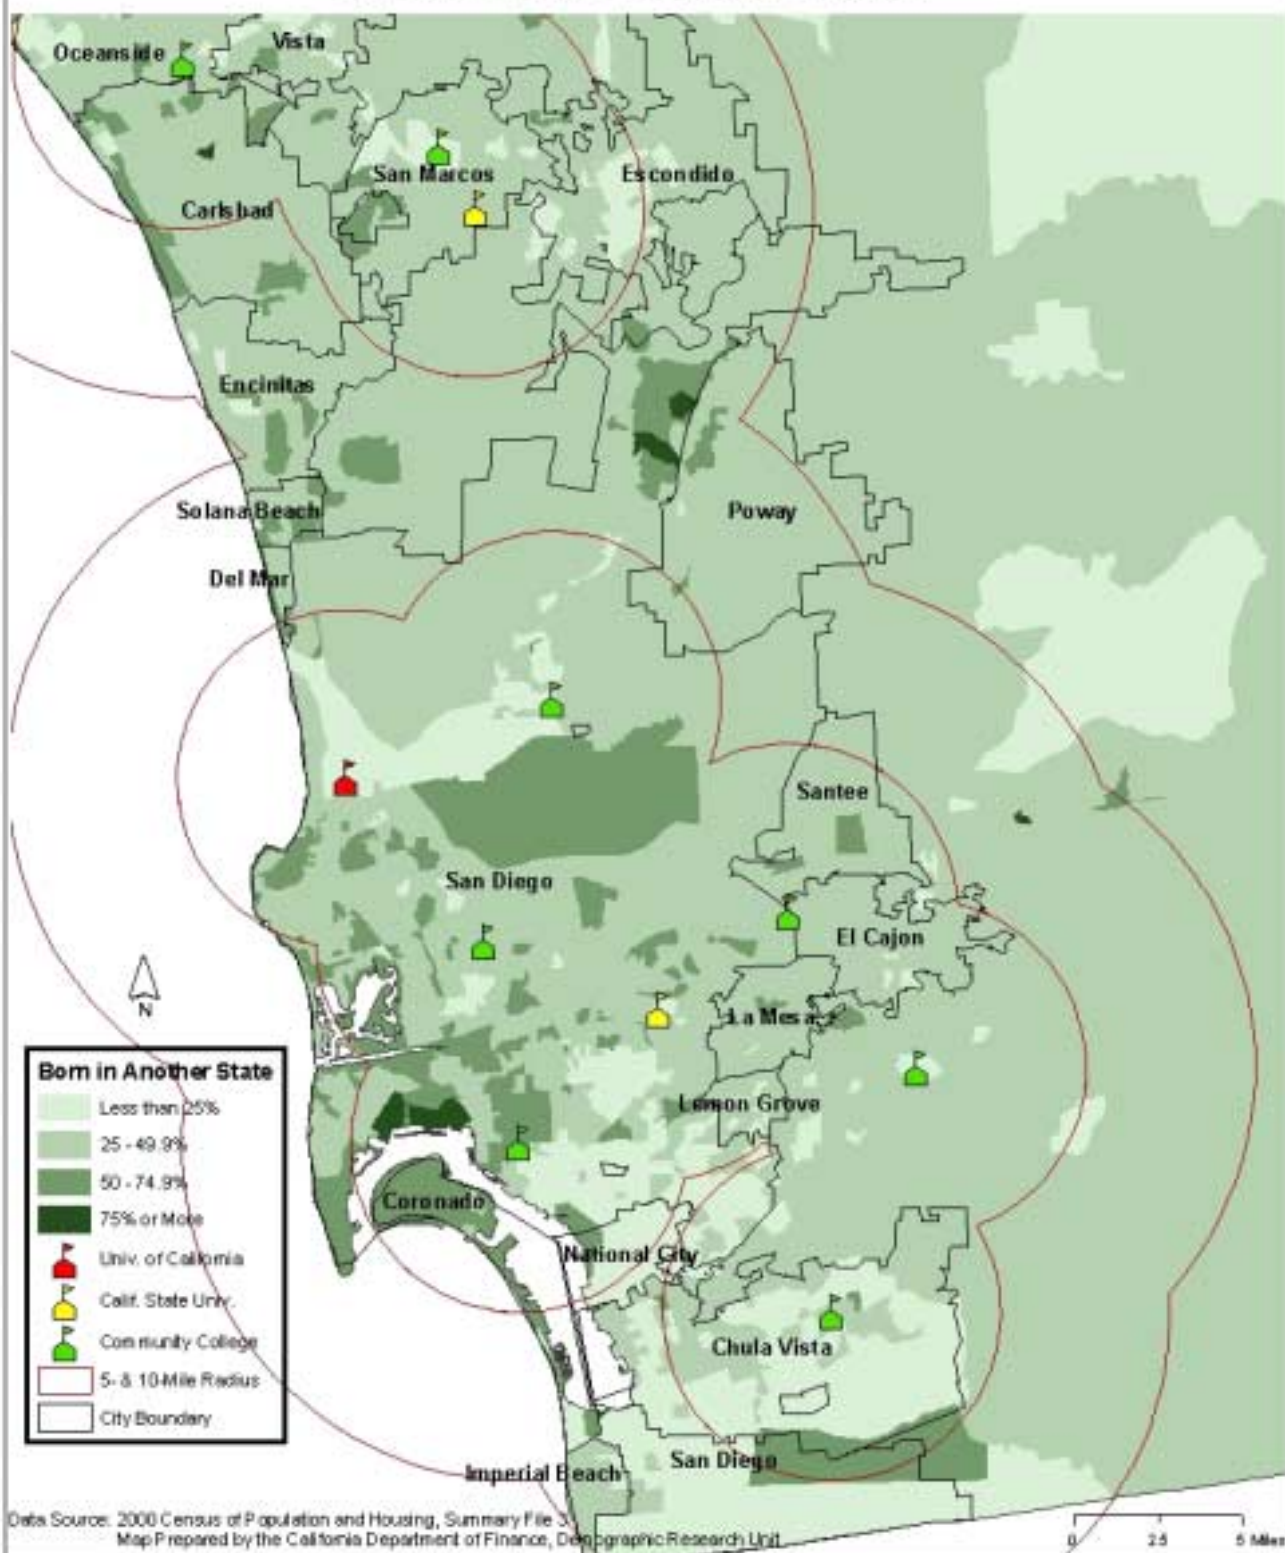 Oceanside
Vista
San Marcos
Escondido
Carlsbad
Encinitas
Solana Beach
Poway
Del Mar
Santee
San Diego
El Cajon
N
La Mesa
Born in Another State
Less than 25%
25 - 49.9%
50 - 74.9%
75% or More
Univ. of California
Calif. State Univ.
Community College
5- & 10-Mile Radius
City Boundary
Lemon Grove
Coronado
National City
Chula Vista
San Diego
Imperial Beach
Data Source: 2000 Census of Population and Housing, Summary File 3
Map Prepared by the California Department of Finance, Demographic Research Unit
0 2.5 5 Miles